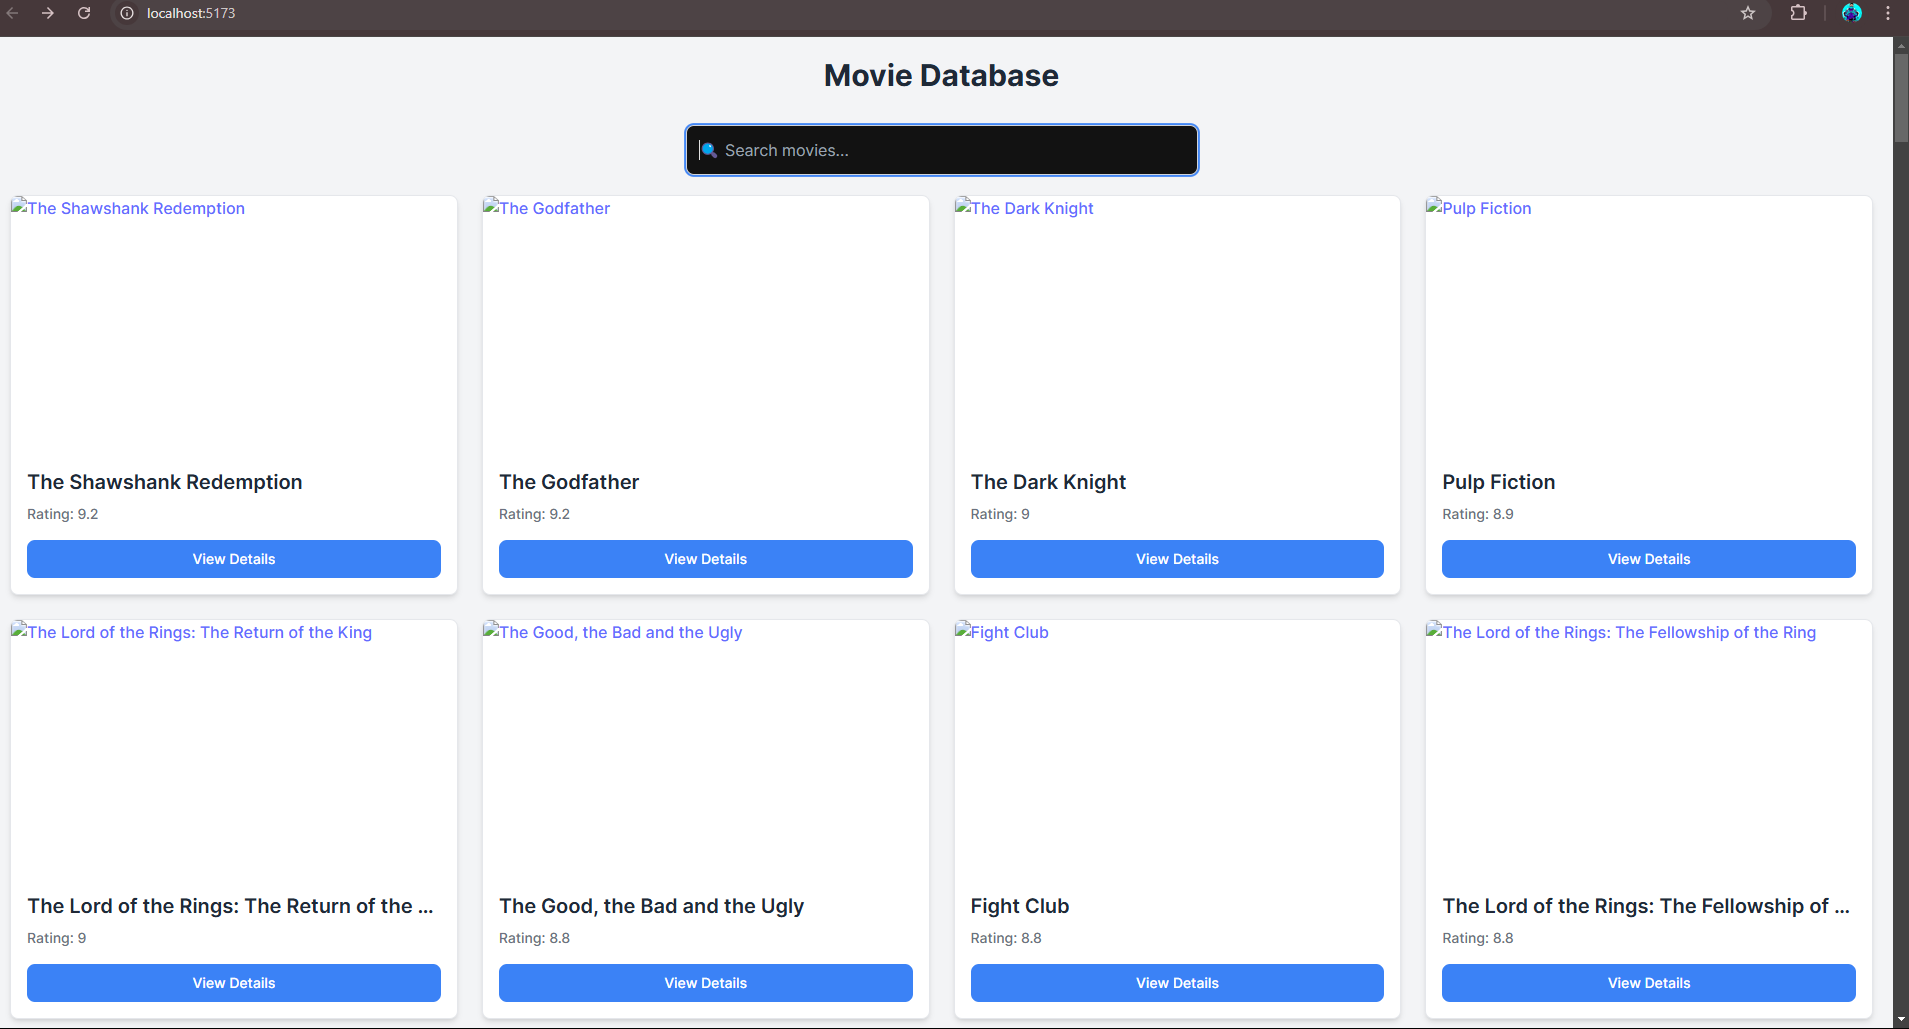 localhost:5173
Movie Database
Search movies...
The Shawshank Redemption
The Godfather
The Dark Knight
Pulp Fiction
The Shawshank Redemption
The Godfather
The Dark Knight
Pulp Fiction
Rating: 9.2
Rating: 9.2
Rating: 9
Rating: 8.9
View Details
View Details
View Details
View Details
The Lord of the Rings: The Return of the King
The Good, the Bad and the Ugly
Fight Club
The Lord of the Rings: The Fellowship of the Ring
The Lord of the Rings: The Return of the ...
The Good, the Bad and the Ugly
Fight Club
The Lord of the Rings: The Fellowship of ...
Rating: 9
Rating: 8.8
Rating: 8.8
Rating: 8.8
View Details
View Details
View Details
View Details